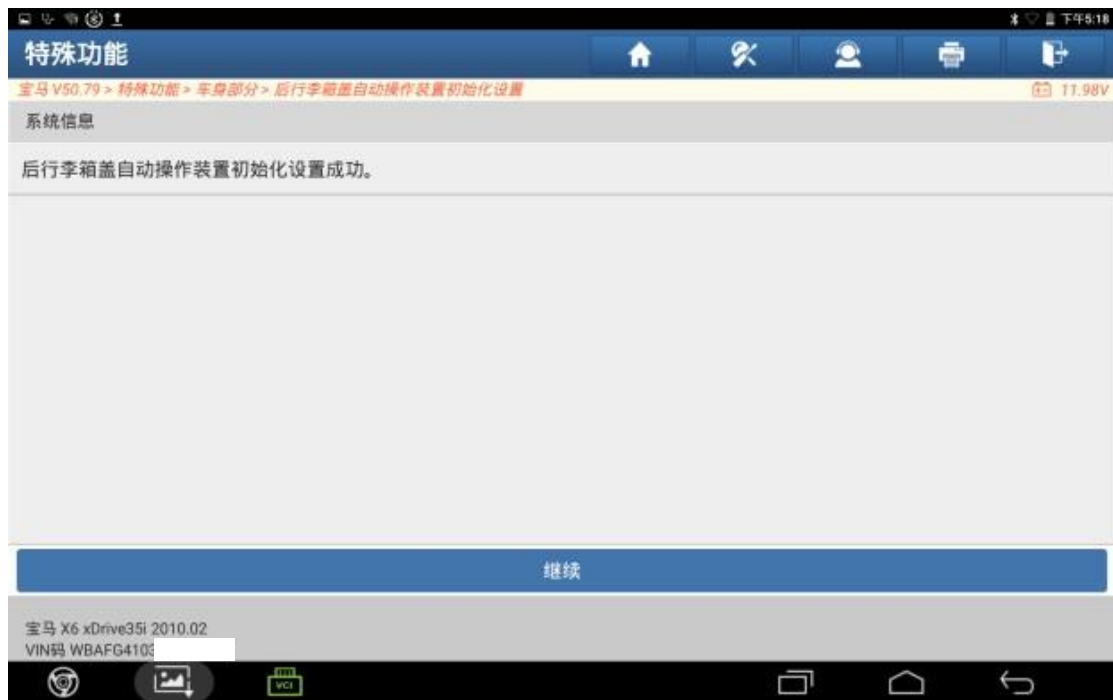 下午5:18
特殊功能
宝马 V50.79 > 特殊功能 > 车身部分 > 后行李箱盖自动操作装置初始化设置
11.98V
系统信息
后行李箱盖自动操作装置初始化设置成功。
继续
宝马 X6 xDrive35i 2010.02
VIN码 WBAFG4103
VCI